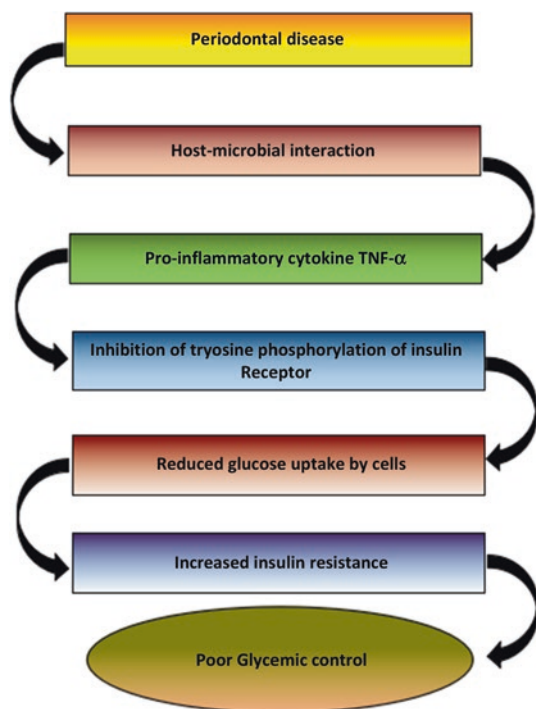 Periodontal disease
Host-microbial interaction
Pro-inflammatory cytokine TNF-α
Inhibition of tryosine phosphorylation of insulin
Receptor
Reduced glucose uptake by cells
Increased insulin resistance
Poor Glycemic control